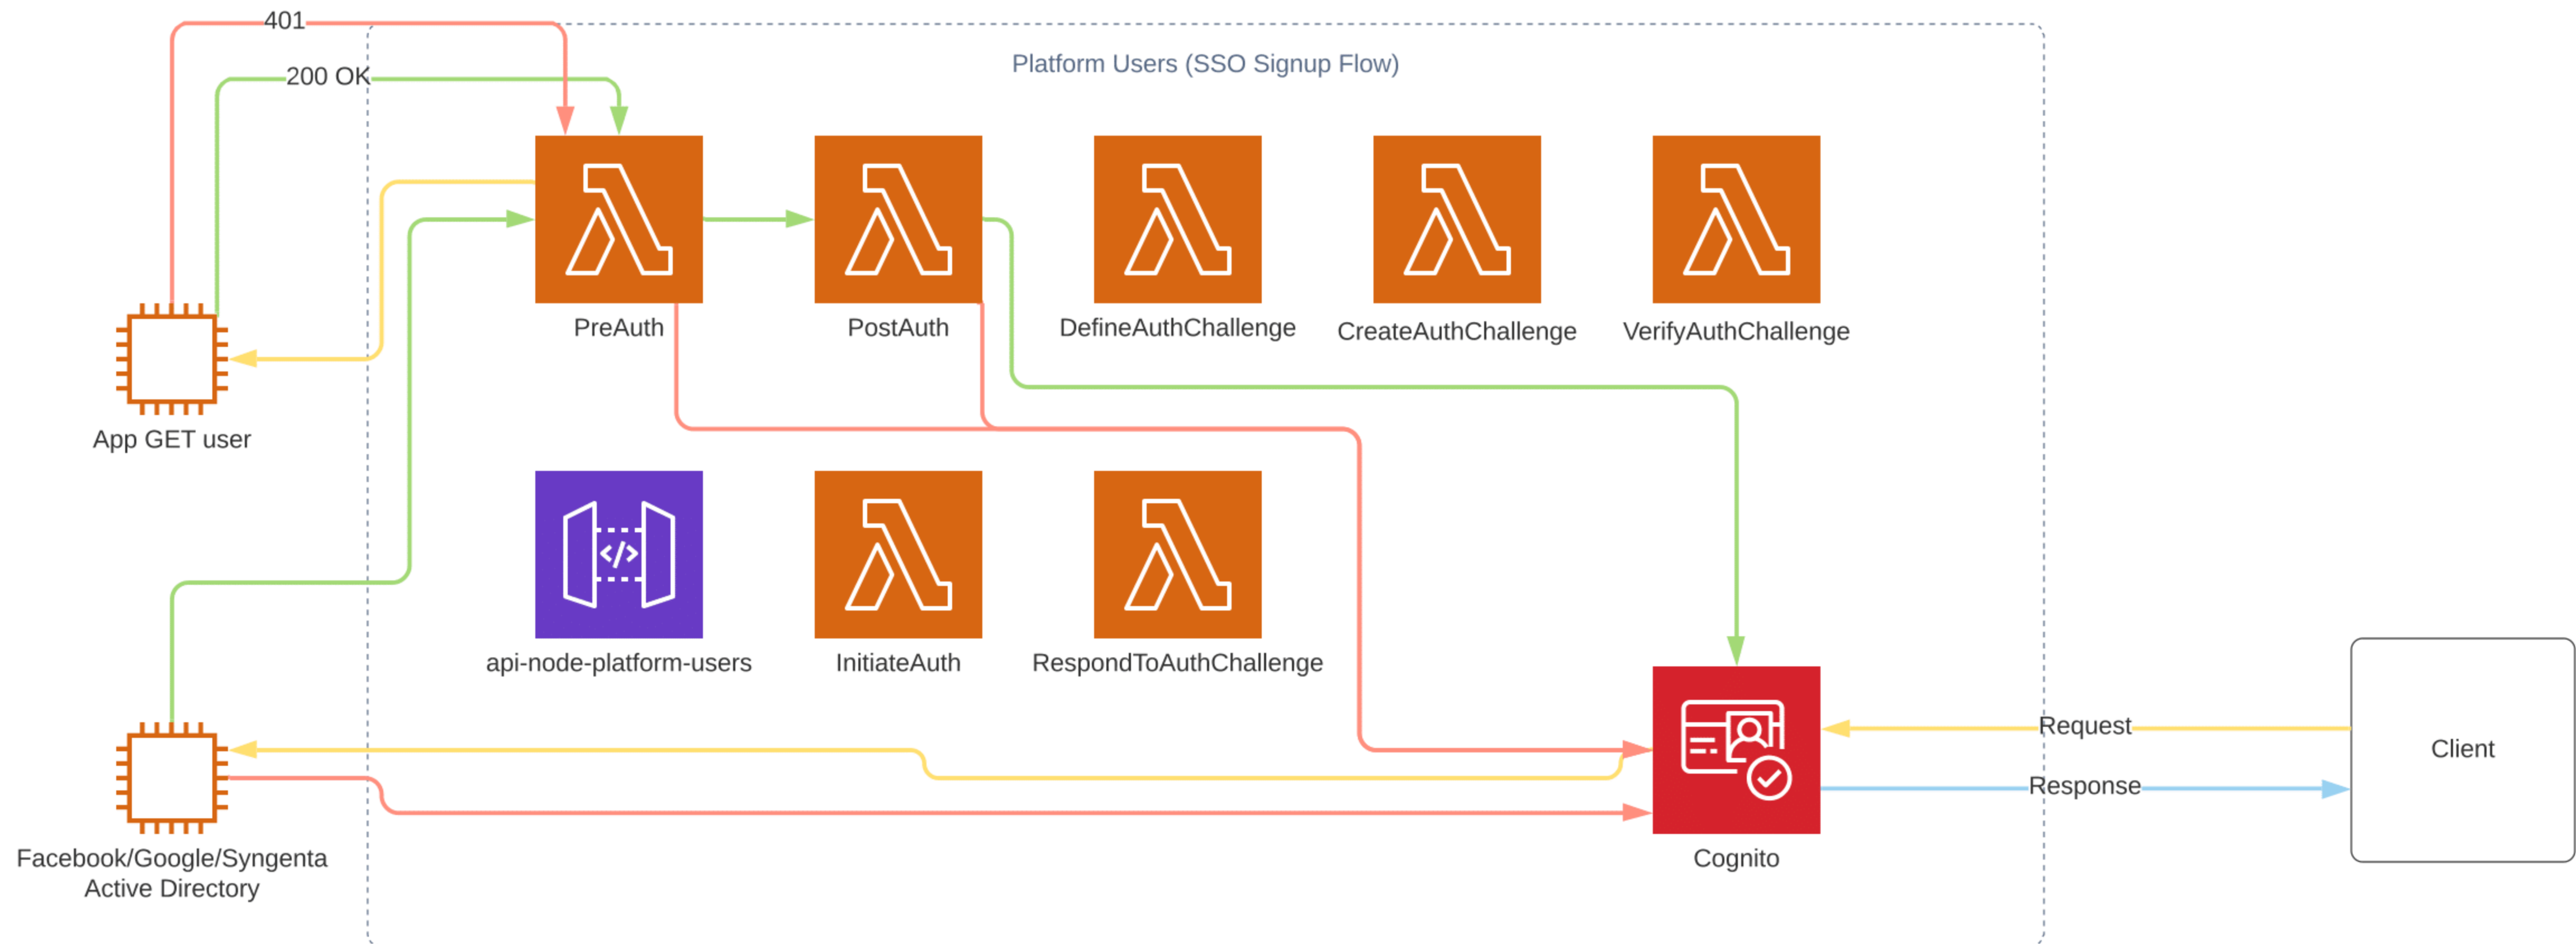 401
200 OK
Platform Users (SSO Signup Flow)
PreAuth
PostAuth
DefineAuthChallenge
CreateAuthChallenge
VerifyAuthChallenge
App GET user
api-node-platform-users
InitiateAuth
RespondToAuthChallenge
Request
Response
Client
Facebook/Google/Syngenta
Active Directory
Cognito